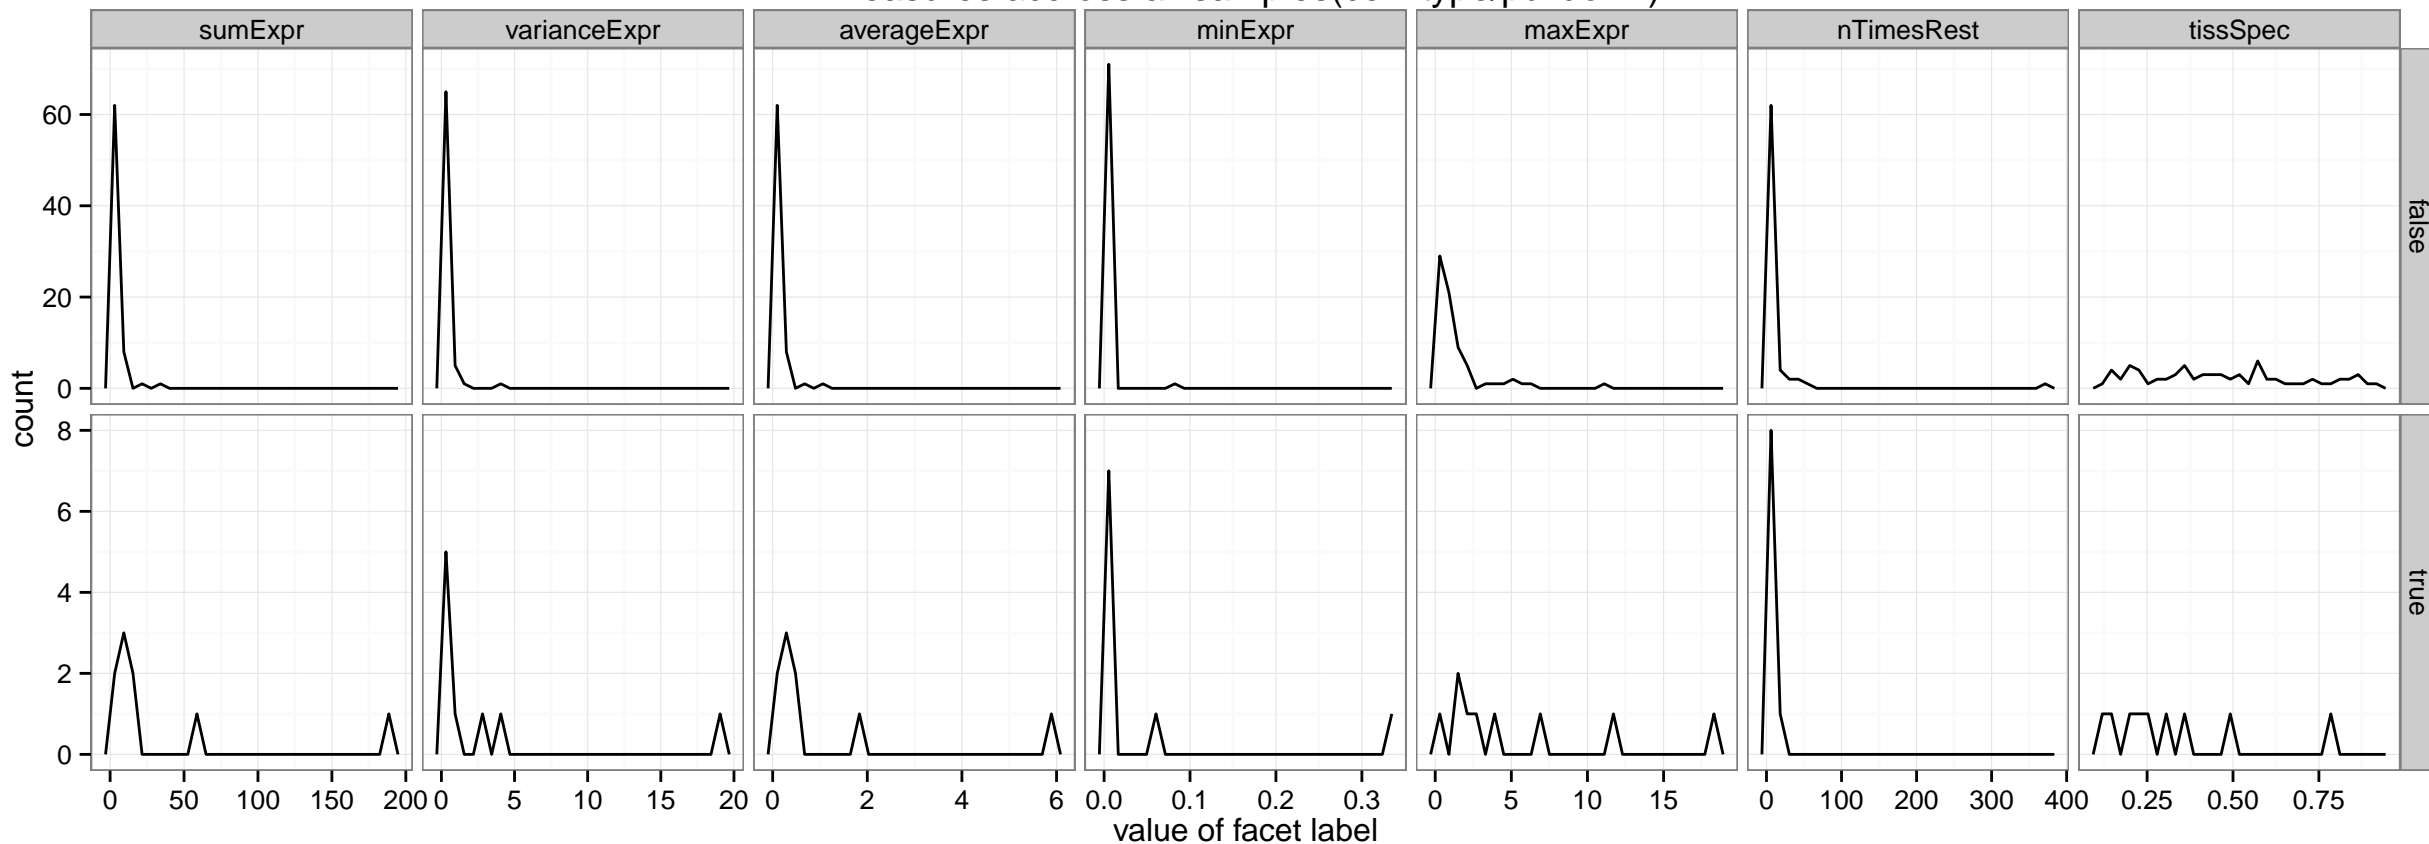 sumExpr varianceExpr averageExpr minExpr maxExpr nTimesRest tissSpec
60
40
20
0
false
count
8
6
4
2
0
true
0 50 100 150 200 0 5 10 15 20 0 2 4 6 0.0 0.1 0.2 0.3 0 5 10 15 0 100 200 300 400 0.25 0.50 0.75
value of facet label